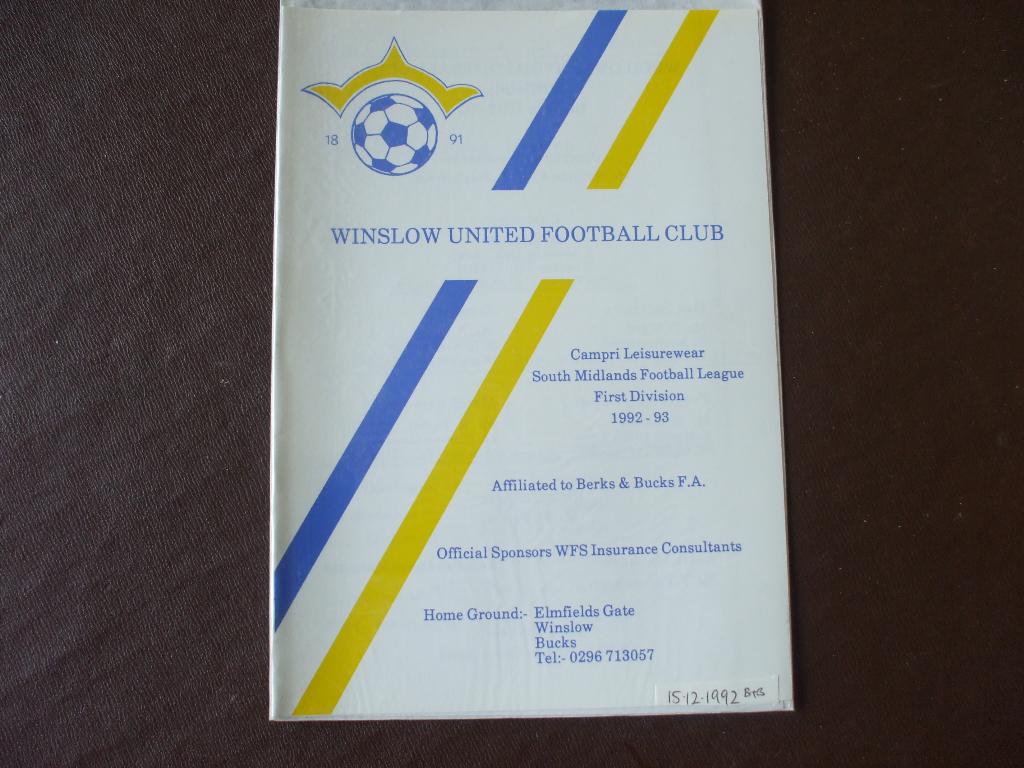 18 91
WINSLOW UNITED FOOTBALL CLUB
Campri Leisurewear
South Midlands Football League
First Division
1992 - 93
Affiliated to Berks & Bucks F.A.
Official Sponsors WFS Insurance Consultants
Home Ground:- Elmfields Gate
Winslow
Bucks
Tel:- 0296 713057
15.12.1992 B+B